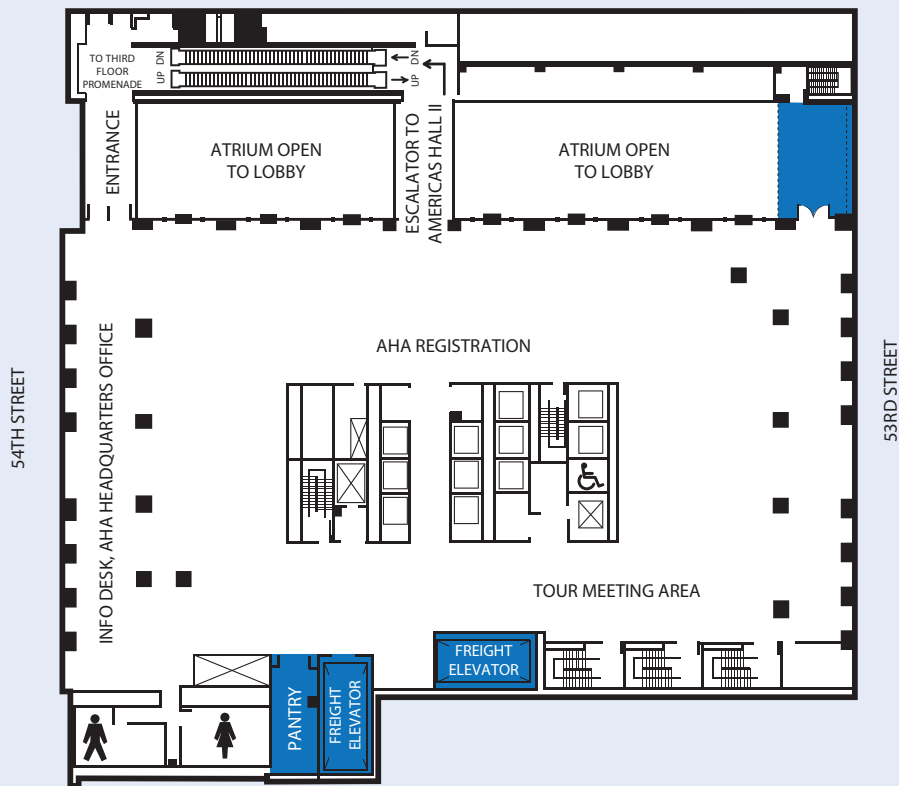 TO THIRD
FLOOR
PROMENADE
DN
UP
DN
UP
ENTRANCE
ATRIUM OPEN
TO LOBBY
ESCALATOR TO
AMERICAS HALL II
ATRIUM OPEN
TO LOBBY
AHA REGISTRATION
54TH STREET
53RD STREET
INFO DESK, AHA HEADQUARTERS OFFICE
TOUR MEETING AREA
FREIGHT
ELEVATOR
PANTRY
FREIGHT
ELEVATOR